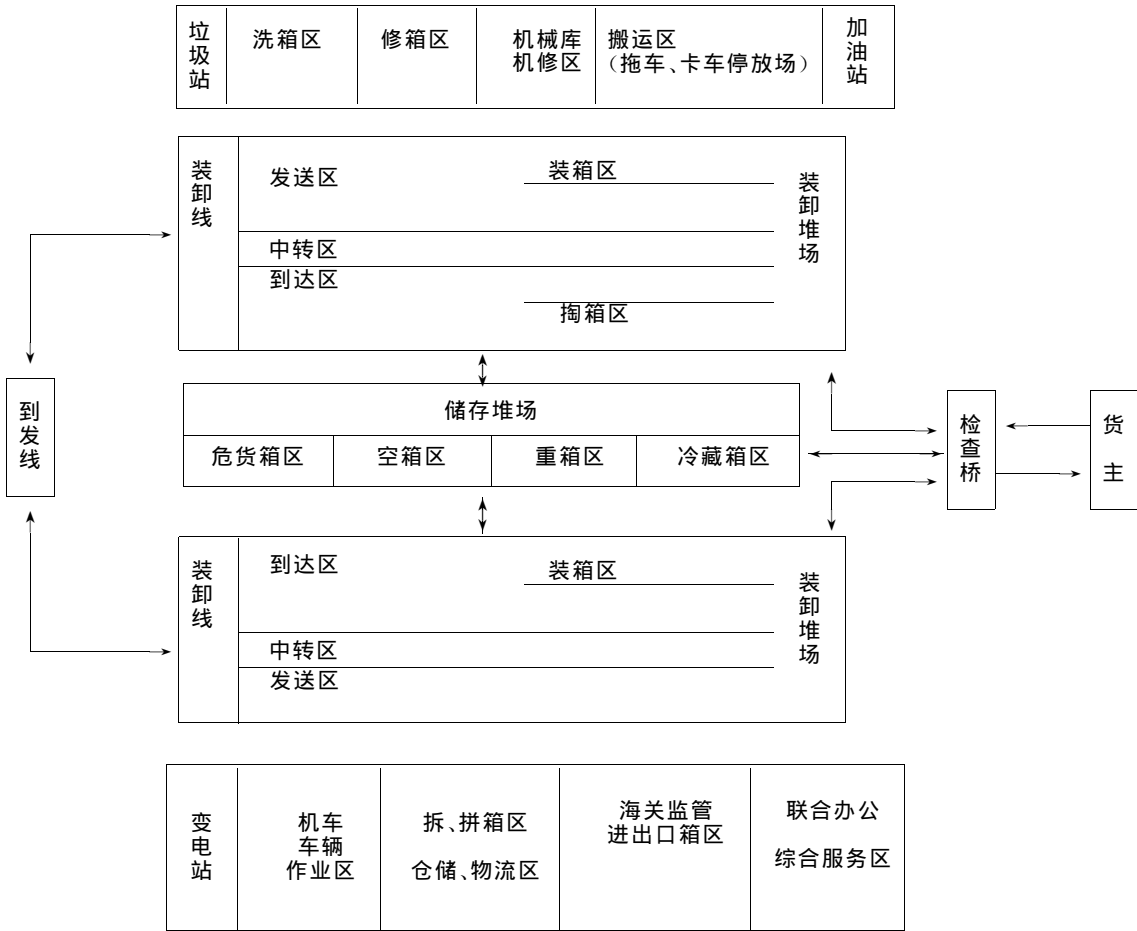 垃圾站
洗箱区
修箱区
机械库
机修区
搬运区
（拖车、卡车停放场）
加油站
装卸线
发送区
装箱区
中转区
到达区
掏箱区
装卸堆场
到发线
储存堆场
危货箱区
空箱区
重箱区
冷藏箱区
检查桥
货主
装卸线
到达区
装箱区
中转区
发送区
装卸堆场
变电站
机车
车辆
作业区
拆、拼箱区
仓储、物流区
海关监管
进出口箱区
联合办公
综合服务区